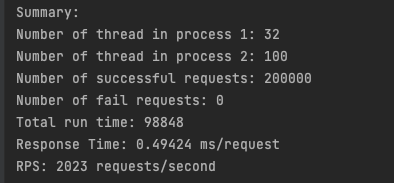 Summary:
Number of thread in process 1: 32
Number of thread in process 2: 100
Number of successful requests: 200000
Number of fail requests: 0
Total run time: 98848
Response Time: 0.49424 ms/request
RPS: 2023 requests/second